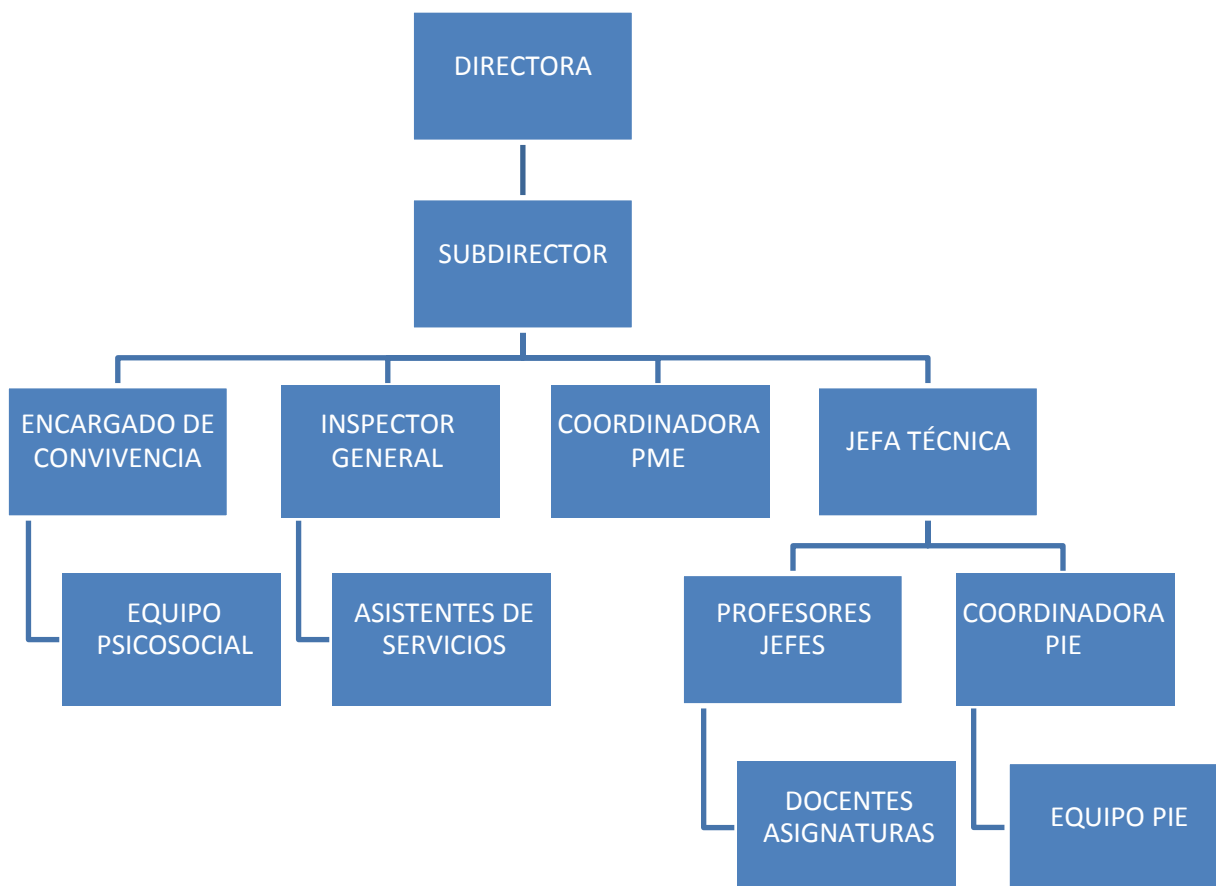 DIRECTORA
SUBDIRECTOR
ENCARGADO DE
CONVIVENCIA
INSPECTOR
GENERAL
COORDINADORA
PME
JEFA TÉCNICA
EQUIPO
PSICOSOCIAL
ASISTENTES DE
SERVICIOS
PROFESORES
JEFES
COORDINADORA
PIE
DOCENTES
ASIGNATURAS
EQUIPO PIE